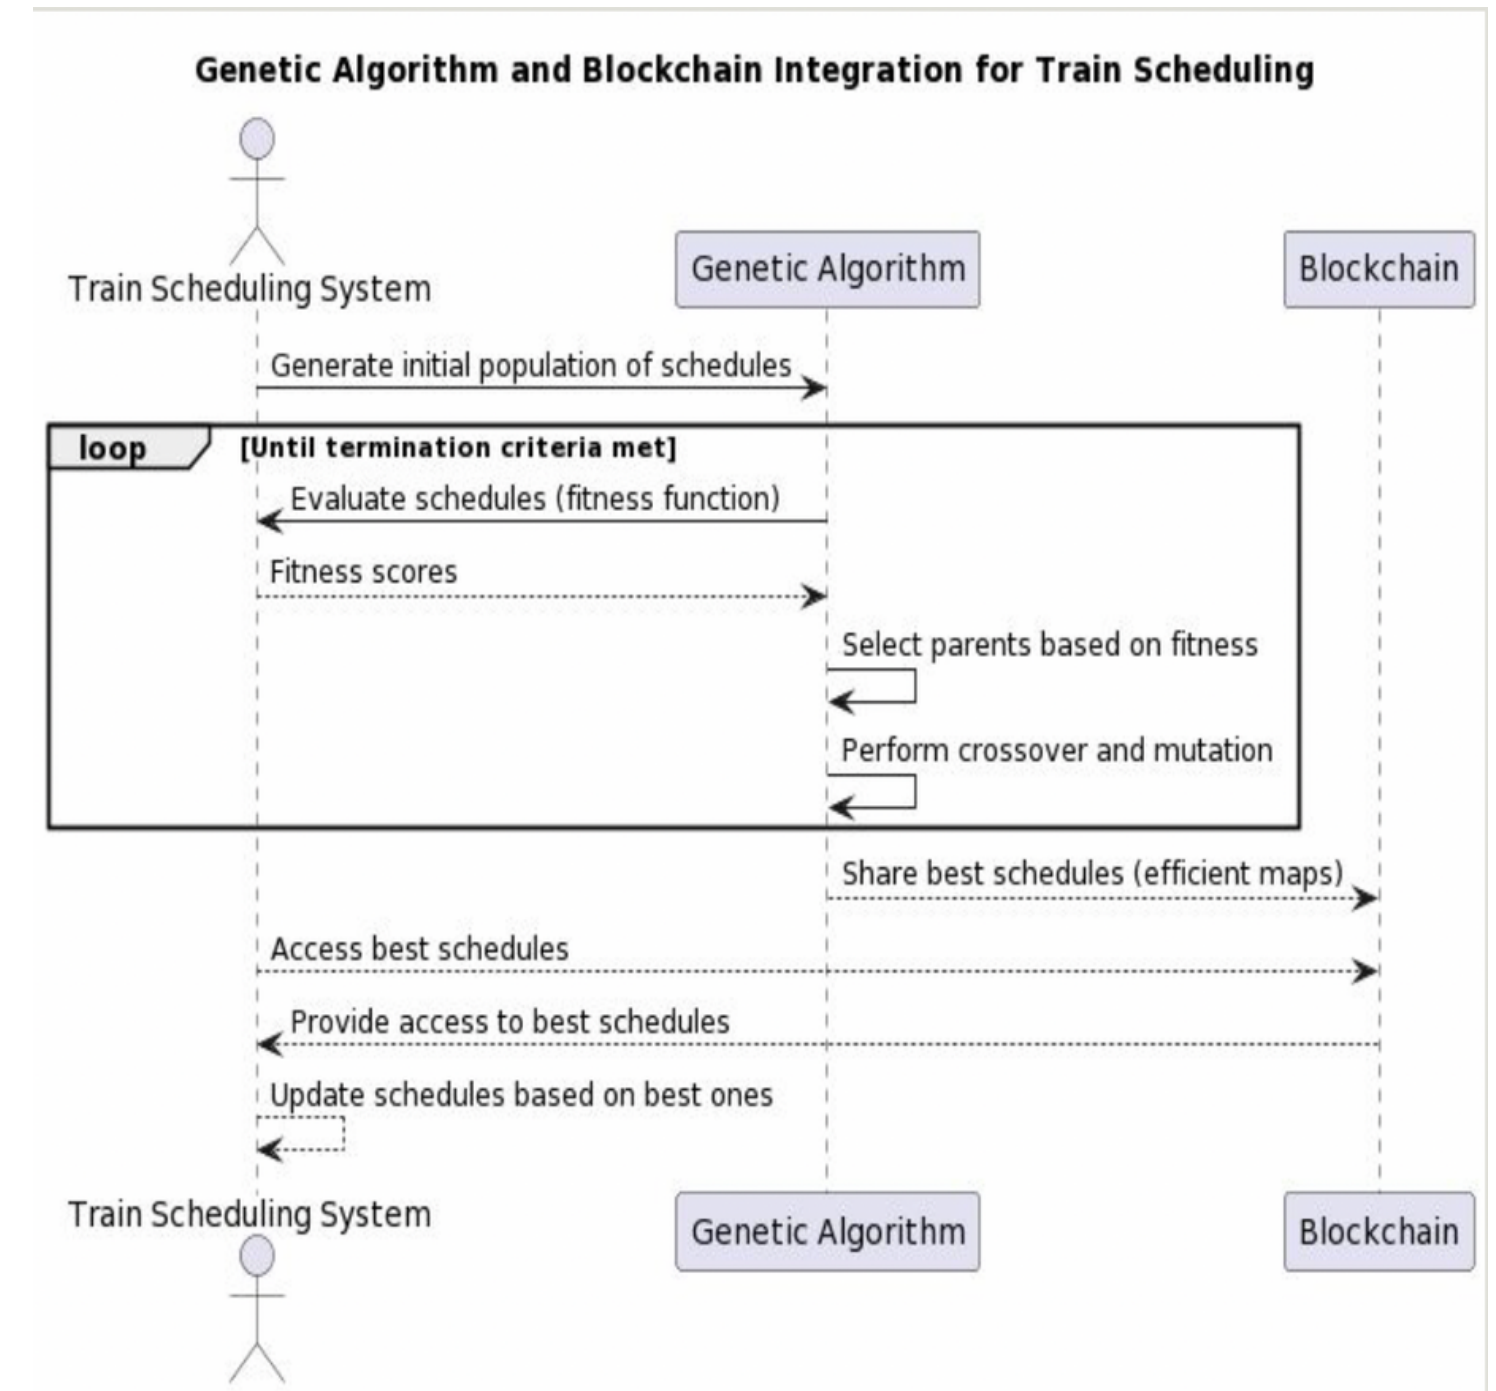 Genetic Algorithm and Blockchain Integration for Train Scheduling
Train Scheduling System
Genetic Algorithm
Blockchain
Generate initial population of schedules
loop
[Until termination criteria met]
Evaluate schedules (fitness function)
Fitness scores
Select parents based on fitness
Perform crossover and mutation
Share best schedules (efficient maps)
Access best schedules
Provide access to best schedules
Update schedules based on best ones
Train Scheduling System
Genetic Algorithm
Blockchain